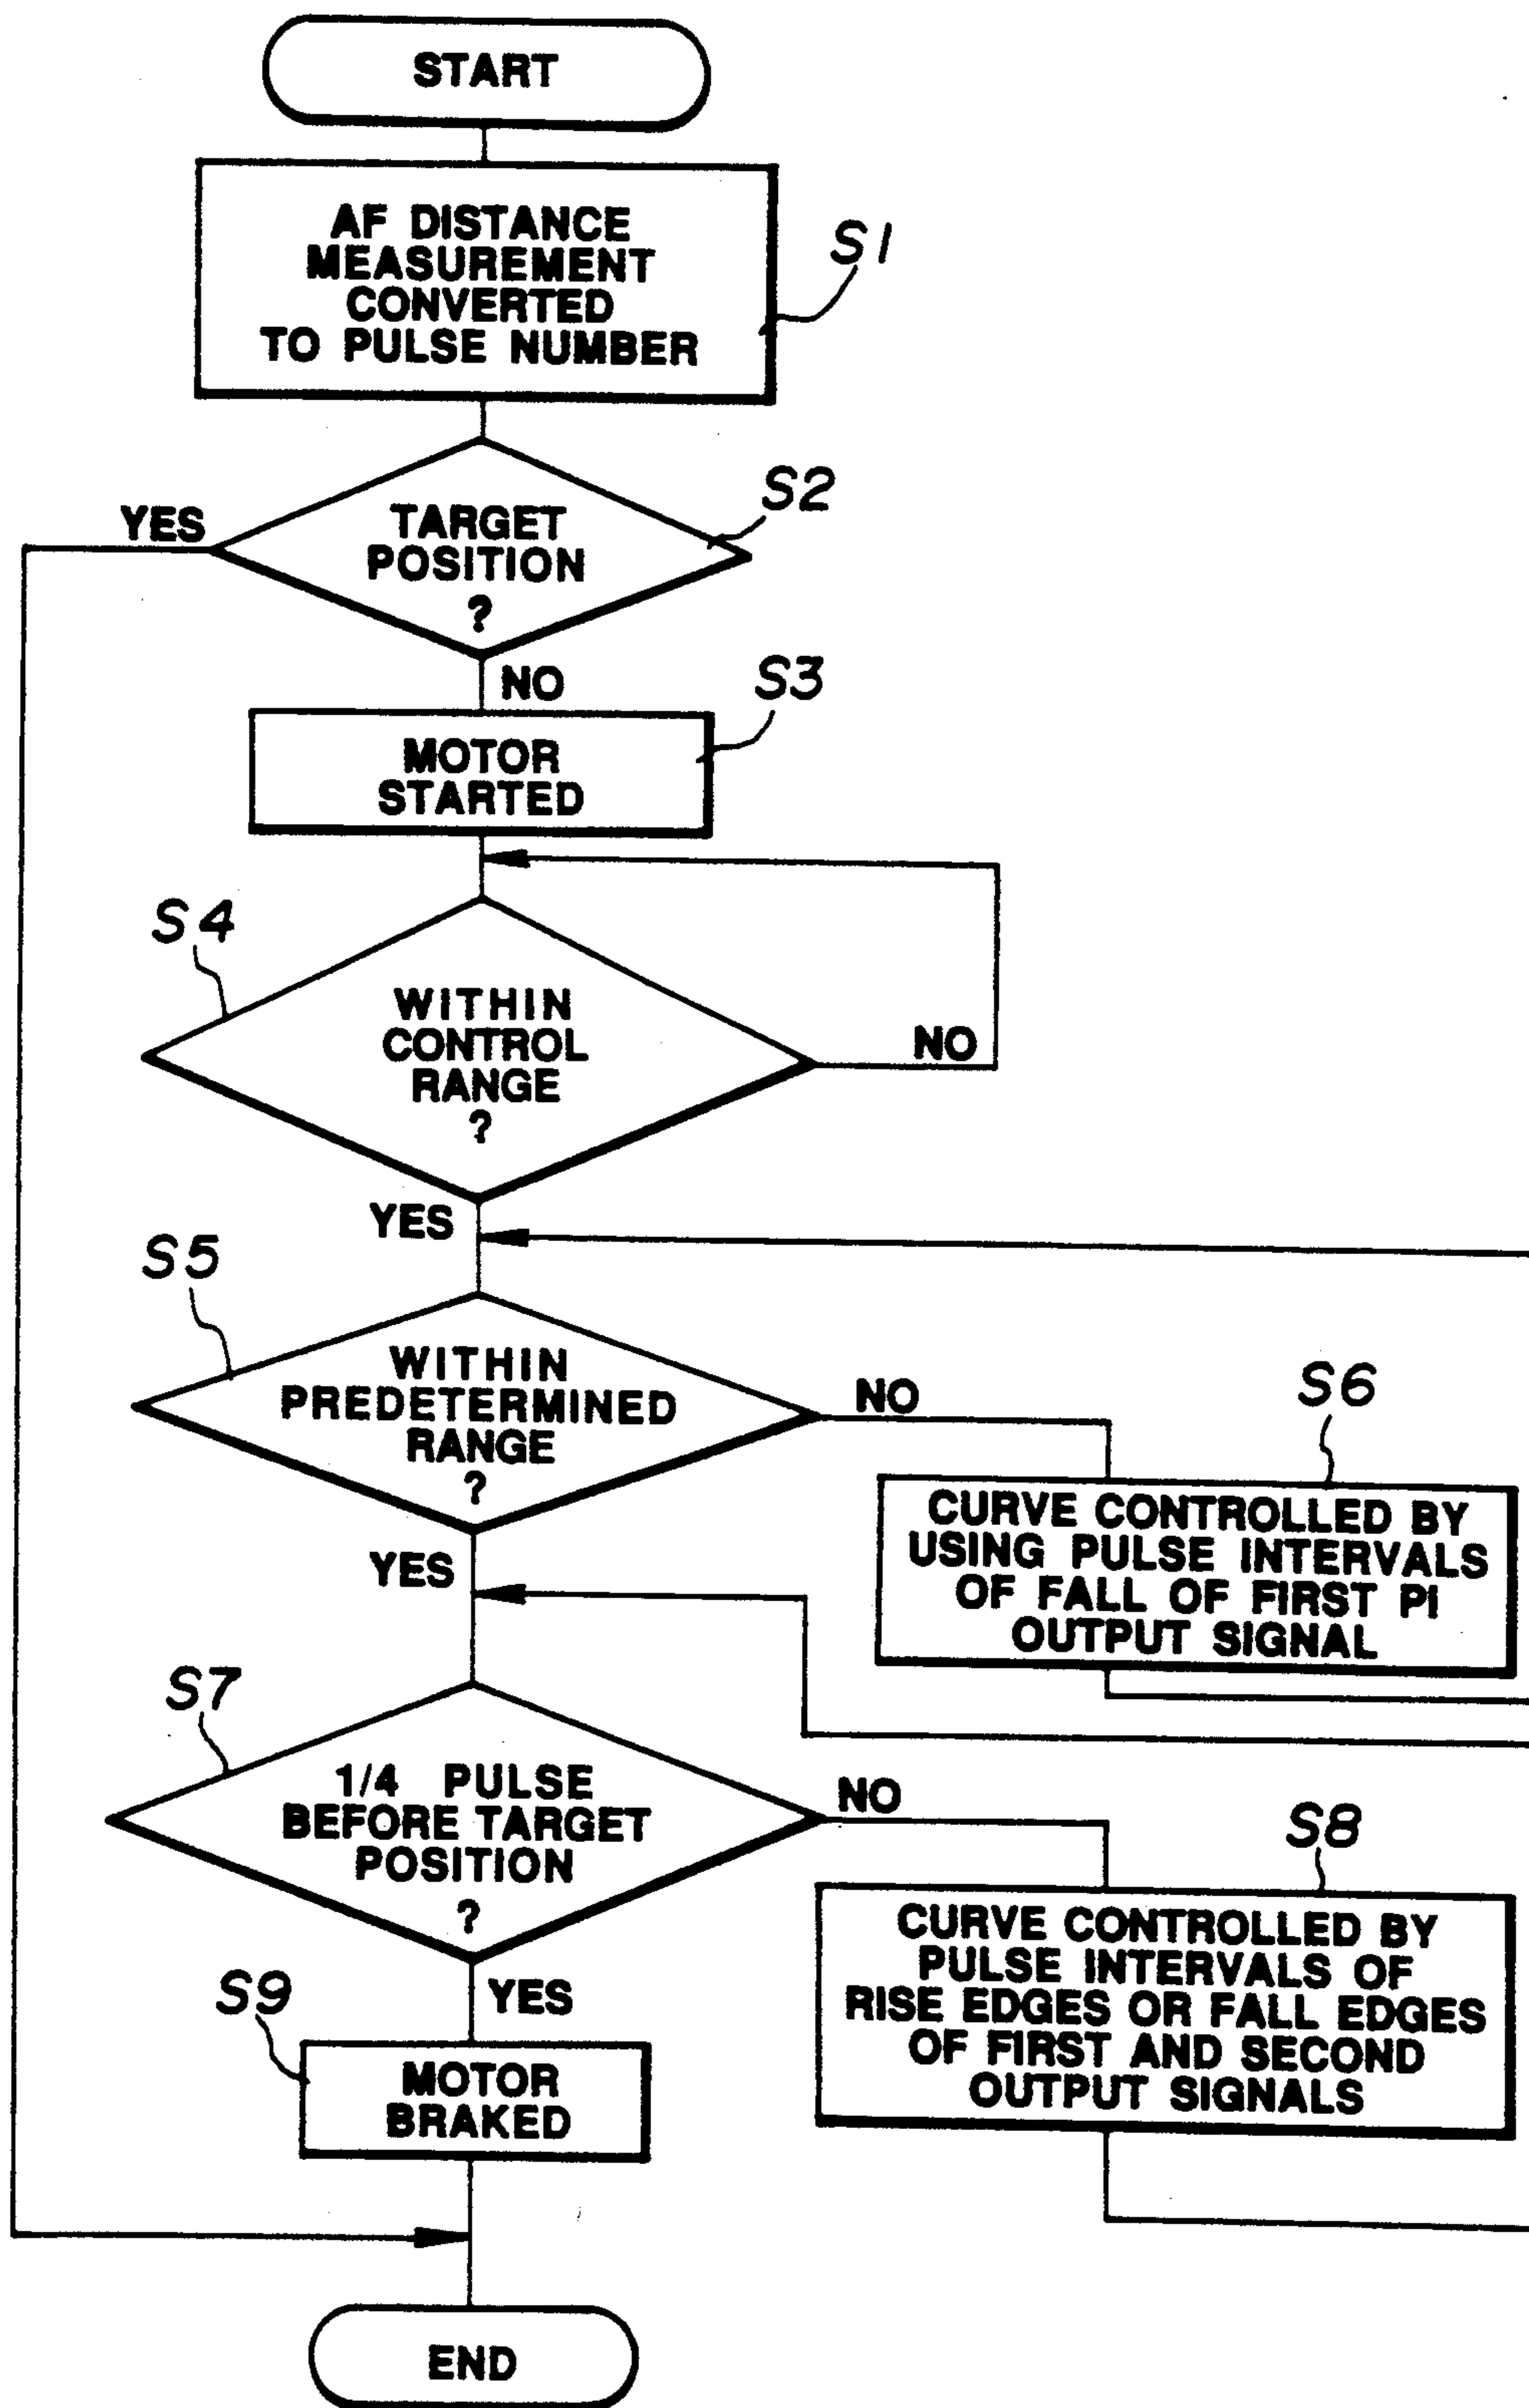 START
AF DISTANCE
MEASUREMENT
CONVERTED
TO PULSE NUMBER
S1
S2
YES
TARGET
POSITION
?
NO
S3
MOTOR
STARTED
S4
WITHIN
CONTROL
RANGE
?
NO
YES
S5
WITHIN
PREDETERMINED
RANGE
?
NO
S6
CURVE CONTROLLED BY
USING PULSE INTERVALS
OF FALL OF FIRST PI
OUTPUT SIGNAL
YES
S7
1/4 PULSE
BEFORE TARGET
POSITION
?
NO
S8
CURVE CONTROLLED BY
PULSE INTERVALS OF
RISE EDGES OR FALL EDGES
OF FIRST AND SECOND
OUTPUT SIGNALS
YES
S9
MOTOR
BRAKED
END